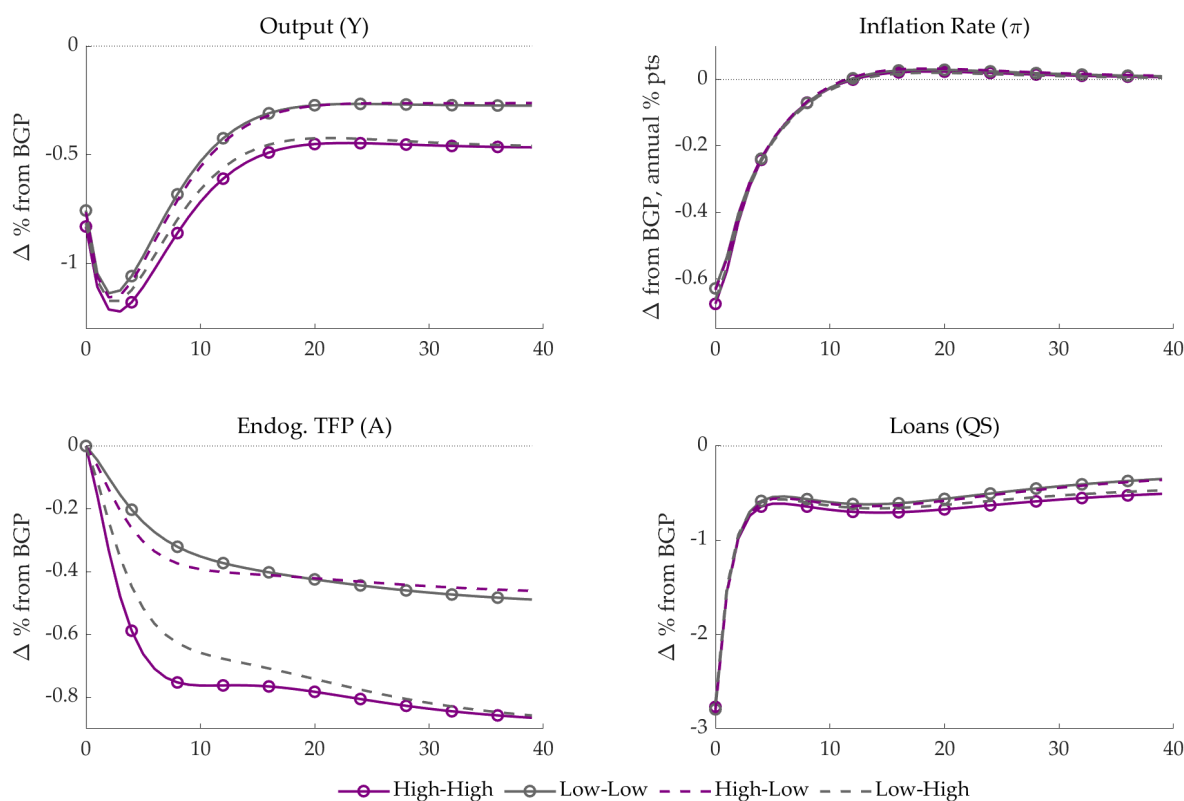 Output (Y)
0
-0.5
-1
Δ % from BGP
0 10 20 30 40
Inflation Rate (π)
0
-0.2
-0.4
-0.6
Δ from BGP, annual % pts
0 10 20 30 40
Endog. TFP (A)
0
-0.2
-0.4
-0.6
-0.8
Δ % from BGP
0 10 20 30 40
Loans (QS)
0
-1
-2
-3
Δ % from BGP
0 10 20 30 40
High-High Low-Low High-Low Low-High